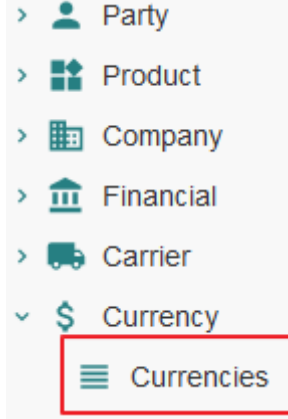 Party
Product
Company
Financial
Carrier
Currency
Currencies